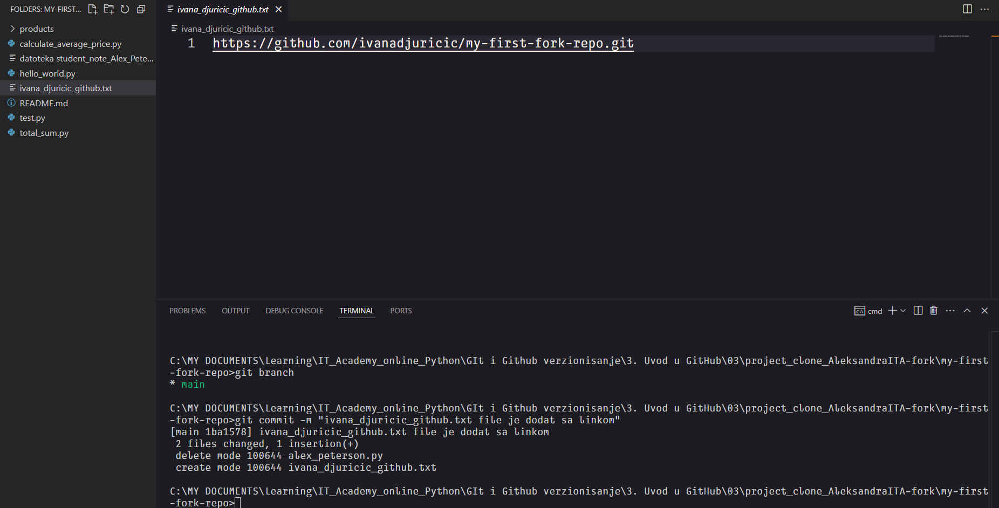 FOLDERS: MY-FIRST...
products
calculate_average_price.py
datoteka student_note_Alex_Pete...
hello_world.py
ivana_djuricic_github.txt
README.md
test.py
total_sum.py
ivana_djuricic_github.txt
ivana_djuricic_github.txt
1 https://github.com/ivanadjuricic/my-first-fork-repo.git
PROBLEMS OUTPUT DEBUG CONSOLE TERMINAL PORTS
cmd
C:\MY DOCUMENTS\Learning\IT_Academy_online_Python\GIt i Github verzionisanje\3. Uvod u GitHub\03\project_clone_AleksandraITA-fork\my-first
-fork-repo>git branch
* main
C:\MY DOCUMENTS\Learning\IT_Academy_online_Python\GIt i Github verzionisanje\3. Uvod u GitHub\03\project_clone_AleksandraITA-fork\my-first
-fork-repo>git commit -m "ivana_djuricic_github.txt file je dodat sa linkom"
[main 1ba1578] ivana_djuricic_github.txt file je dodat sa linkom
2 files changed, 1 insertion(+)
delete mode 100644 alex_peterson.py
create mode 100644 ivana_djuricic_github.txt
C:\MY DOCUMENTS\Learning\IT_Academy_online_Python\GIt i Github verzionisanje\3. Uvod u GitHub\03\project_clone_AleksandraITA-fork\my-first
-fork-repo>